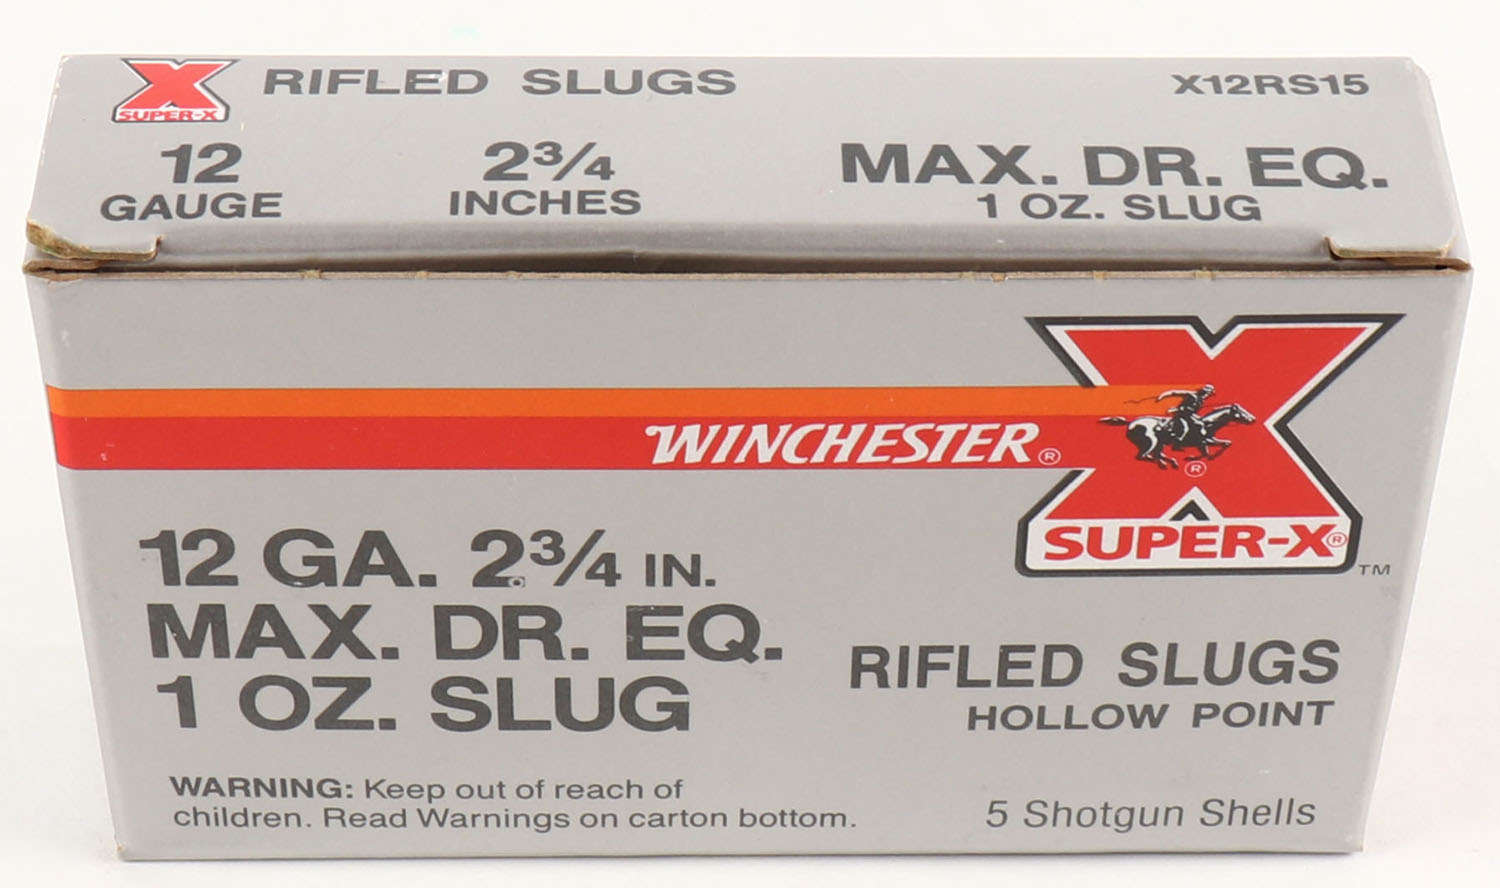 X RIFLED SLUGS X12RS15
SUPER-X
12 2¾ MAX. DR. EQ.
GAUGE INCHES 1 OZ. SLUG
WINCHESTER® X ®
SUPER-X® ™
12 GA. 2¾ IN.
MAX. DR. EQ.
1 OZ. SLUG
RIFLED SLUGS
HOLLOW POINT
WARNING: Keep out of reach of
children. Read Warnings on carton bottom.
5 Shotgun Shells